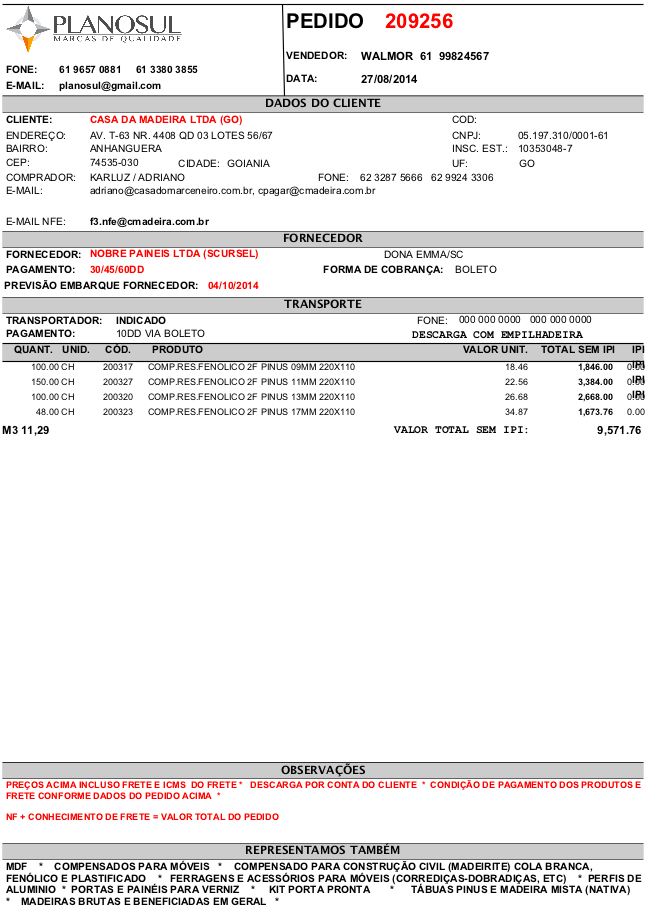 PLANOSUL
MARCAS DE QUALIDADE
PEDIDO 209256
VENDEDOR: WALMOR 61 99824567
FONE: 61 9657 0881 61 3380 3855
DATA: 27/08/2014
E-MAIL: planosul@gmail.com
DADOS DO CLIENTE
CLIENTE: CASA DA MADEIRA LTDA (GO) COD:
ENDEREÇO: AV. T-63 NR. 4408 QD 03 LOTES 56/67 CNPJ: 05.197.310/0001-61
BAIRRO: ANHANGUERA INSC. EST.: 10353048-7
CEP: 74535-030 CIDADE: GOIANIA UF: GO
COMPRADOR: KARLUZ / ADRIANO FONE: 62 3287 5666 62 9924 3306
E-MAIL: adriano@casadomarceneiro.com.br, cpagar@cmadeira.com.br
E-MAIL NFE: f3.nfe@cmadeira.com.br
FORNECEDOR
FORNECEDOR: NOBRE PAINEIS LTDA (SCURSEL) DONA EMMA/SC
PAGAMENTO: 30/45/60DD FORMA DE COBRANÇA: BOLETO
PREVISÃO EMBARQUE FORNECEDOR: 04/10/2014
TRANSPORTE
TRANSPORTADOR: INDICADO FONE: 000 000 0000 000 000 0000
PAGAMENTO: 10DD VIA BOLETO DESCARGA COM EMPILHADEIRA
QUANT. UNID. CÓD. PRODUTO VALOR UNIT. TOTAL SEM IPI IPI
100.00 CH 200317 COMP.RES.FENOLICO 2F PINUS 09MM 220X110 18.46 1,846.00 0.00 IPI
150.00 CH 200327 COMP.RES.FENOLICO 2F PINUS 11MM 220X110 22.56 3,384.00 0.00 IPI
100.00 CH 200320 COMP.RES.FENOLICO 2F PINUS 13MM 220X110 26.68 2,668.00 0.00 IPI
48.00 CH 200323 COMP.RES.FENOLICO 2F PINUS 17MM 220X110 34.87 1,673.76 0.00
M3 11,29 VALOR TOTAL SEM IPI: 9,571.76
OBSERVAÇÕES
PREÇOS ACIMA INCLUSO FRETE E ICMS DO FRETE * DESCARGA POR CONTA DO CLIENTE * CONDIÇÃO DE PAGAMENTO DOS PRODUTOS E
FRETE CONFORME DADOS DO PEDIDO ACIMA *
NF + CONHECIMENTO DE FRETE = VALOR TOTAL DO PEDIDO
REPRESENTAMOS TAMBÉM
MDF * COMPENSADOS PARA MÓVEIS * COMPENSADO PARA CONSTRUÇÃO CIVIL (MADEIRITE) COLA BRANCA,
FENÓLICO E PLASTIFICADO * FERRAGENS E ACESSÓRIOS PARA MÓVEIS (CORREDIÇAS-DOBRADIÇAS, ETC) * PERFIS DE
ALUMINIO * PORTAS E PAINÉIS PARA VERNIZ * KIT PORTA PRONTA * TÁBUAS PINUS E MADEIRA MISTA (NATIVA)
* MADEIRAS BRUTAS E BENEFICIADAS EM GERAL *